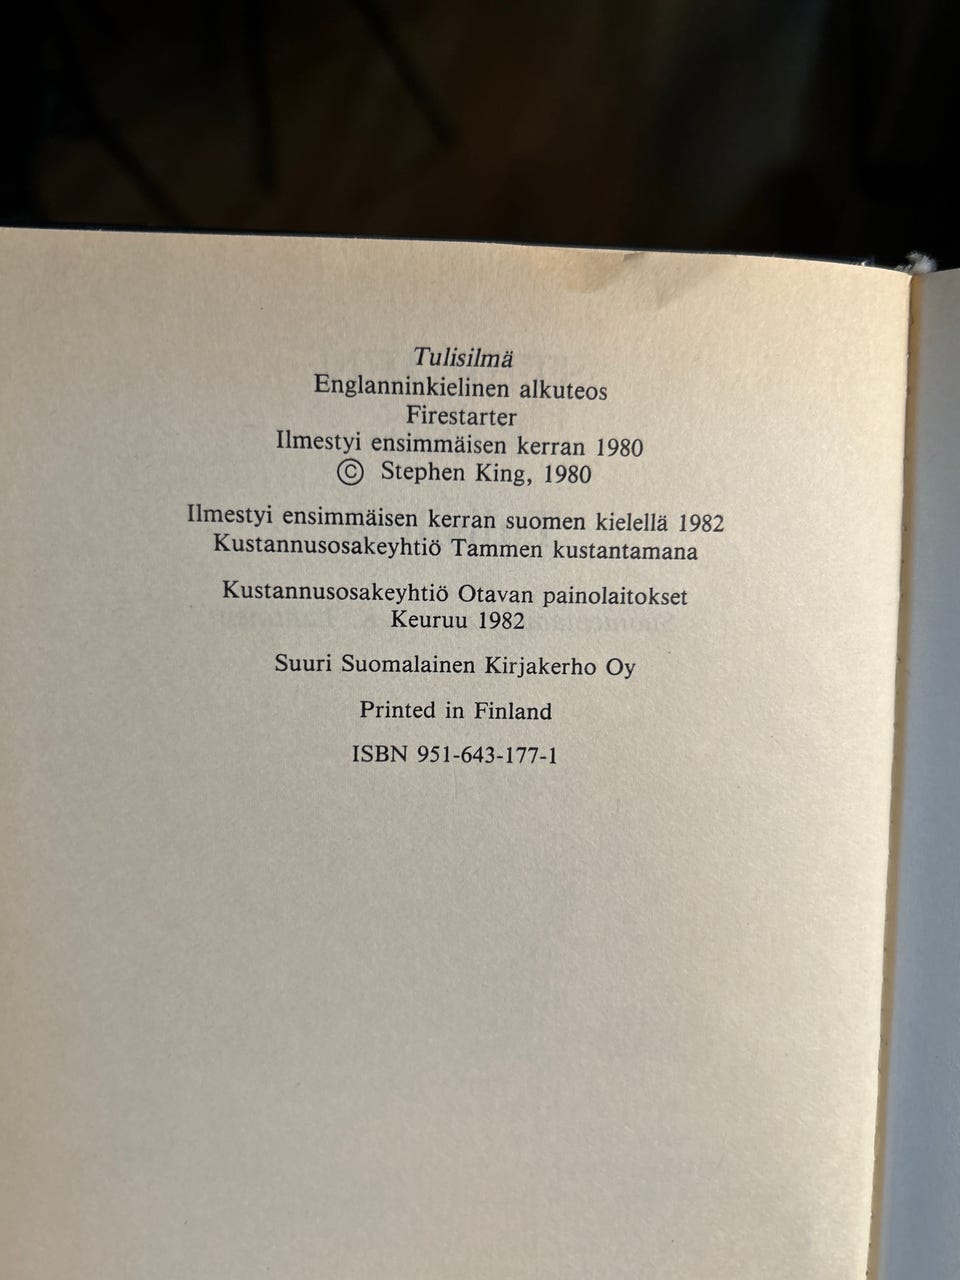 Tulisilmä
Englanninkielinen alkuteos
Firestarter
Ilmestyi ensimmäisen kerran 1980
© Stephen King, 1980
Ilmestyi ensimmäisen kerran suomen kielellä 1982
Kustannusosakeyhtiö Tammen kustantamana
Kustannusosakeyhtiö Otavan painolaitokset
Keuruu 1982
Suuri Suomalainen Kirjakerho Oy
Printed in Finland
ISBN 951-643-177-1